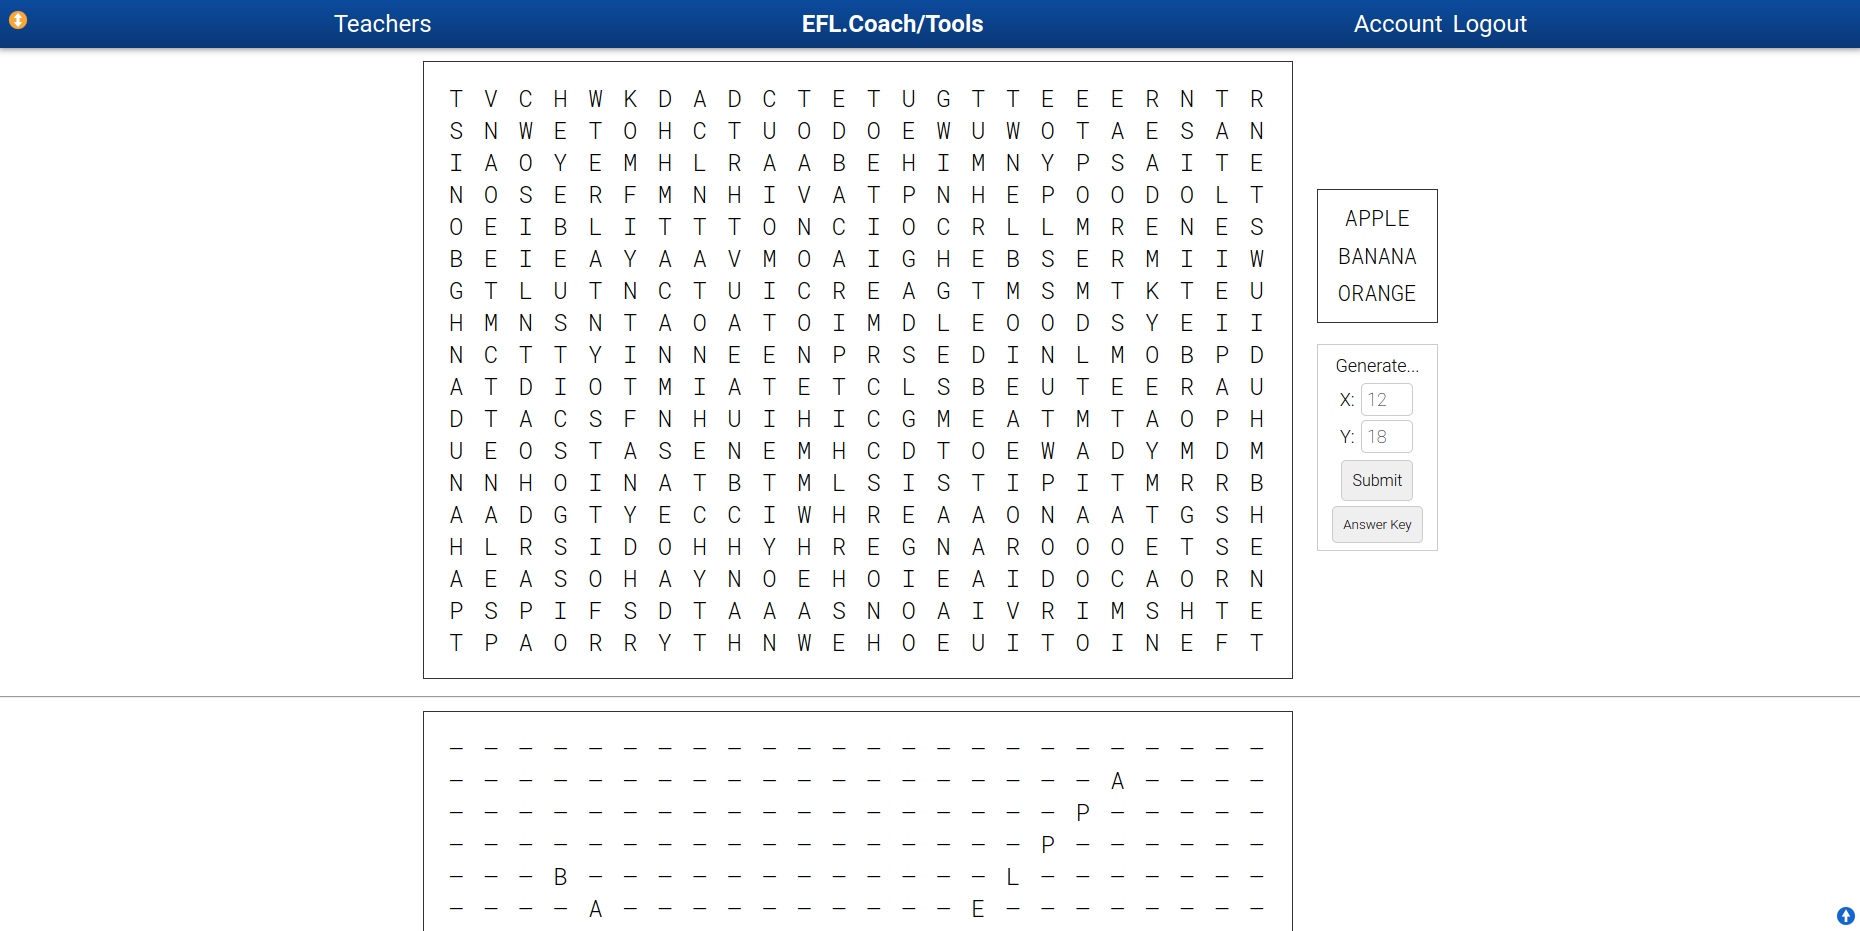 Teachers EFL.Coach/Tools Account Logout
T V C H W K D A D C T E T U G T T E E E R N T R
S N W E T O H C T U O D O E W U W O T A E S A N
I A O Y E M H L R A A B E H I M N Y P S A I T E
N O S E R F M N H I V A T P N H E P O O D O L T
O E I B L I T T T O N C I O C R L L M R E N E S
B E I E A Y A A V M O A I G H E B S E R M I I W
G T L U T N C T U I C R E A G T M S M T K T E U
H M N S N T A O A T O I M D L E O O D S Y E I I
N C T T Y I N N E E N P R S E D I N L M O B P D
A T D I O T M I A T E T C L S B E U T E E R A U
D T A C S F N H U I H I C G M E A T M T A O P H
U E O S T A S E N E M H C D T O E W A D Y M D M
N N H O I N A T B T M L S I S T I P I T M R R B
A A D G T Y E C C I W H R E A A O N A A T G S H
H L R S I D O H H Y H R E G N A R O O O E T S E
A E A S O H A Y N O E H O I E A I D O C A O R N
P S P I F S D T A A A S N O A I V R I M S H T E
T P A O R R Y T H N W E H O E U I T O I N E F T
APPLE
BANANA
ORANGE
Generate...
X: 12
Y: 18
Submit
Answer Key
– – – – – – – – – – – – – – – – – – – – – – – –
– – – – – – – – – – – – – – – – – – – A – – – –
– – – – – – – – – – – – – – – – – – P – – – – –
– – – – – – – – – – – – – – – – – P – – – – – –
– – – B – – – – – – – – – – – – L – – – – – – –
– – – – A – – – – – – – – – – E – – – – – – – –